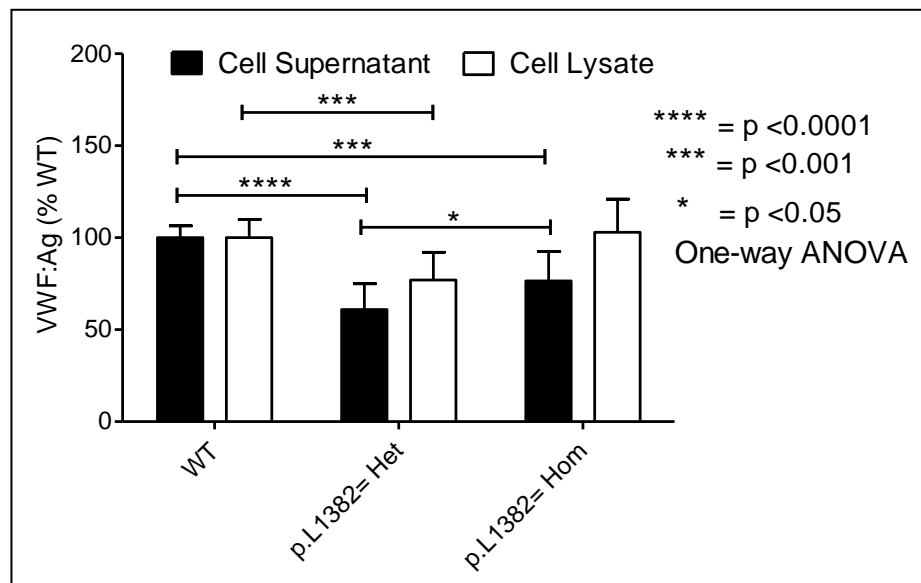 200
150
100
50
0
VWF:Ag (% WT)
Cell Supernatant
Cell Lysate
***
***
****
*
**** = p <0.0001
*** = p <0.001
* = p <0.05
One-way ANOVA
WT
p.L1382= Het
p.L1382= Hom